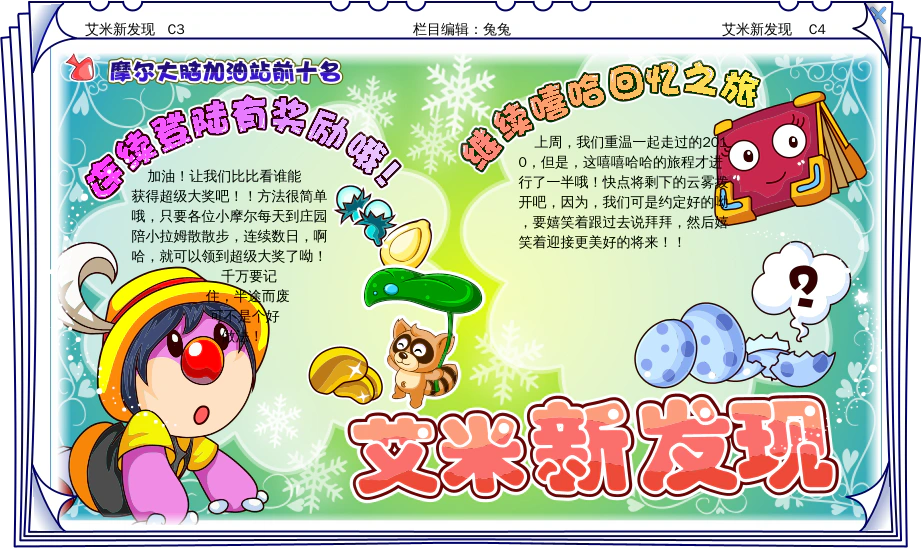 艾米新发现 C3
栏目编辑：兔兔
艾米新发现 C4
摩尔大脑加油站前十名
连续登陆有奖励哦！
加油！让我们比比看谁能
获得超级大奖吧！！方法很简单
哦，只要各位小摩尔每天到庄园
陪小拉姆散散步，连续数日，啊
哈，就可以领到超级大奖了呦！
千万要记
住，半途而废
可不是个好
做法！
继续嘻哈回忆之旅
上周，我们重温一起走过的201
0，但是，这嘻嘻哈哈的旅程才进
行了一半哦！快点将剩下的云雾拨
开吧，因为，我们可是约定好的呦
，要嬉笑着跟过去说拜拜，然后嬉
笑着迎接更美好的将来！！
?
艾米新发现